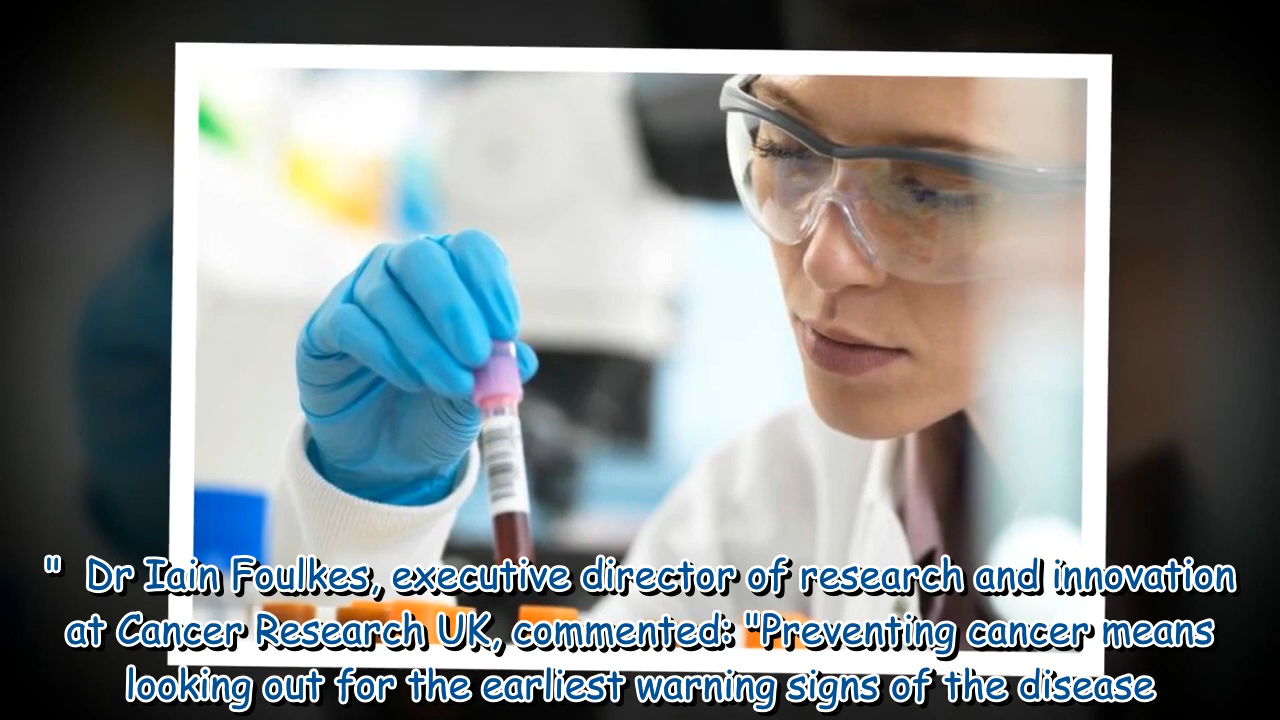 " Dr Iain Foulkes, executive director of research and innovation
at Cancer Research UK, commented: "Preventing cancer means
looking out for the earliest warning signs of the disease